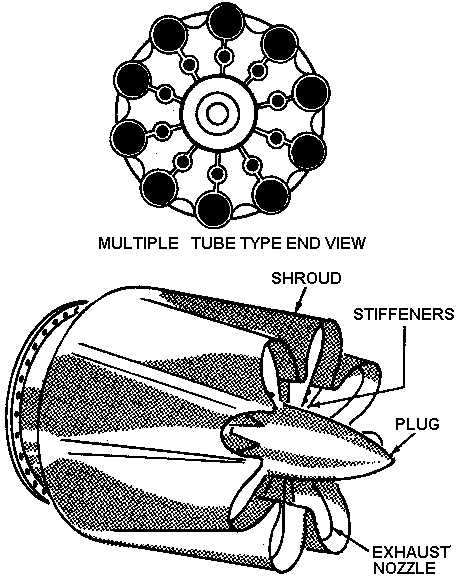 MULTIPLE TUBE TYPE END VIEW
SHROUD
STIFFENERS
PLUG
EXHAUST
NOZZLE